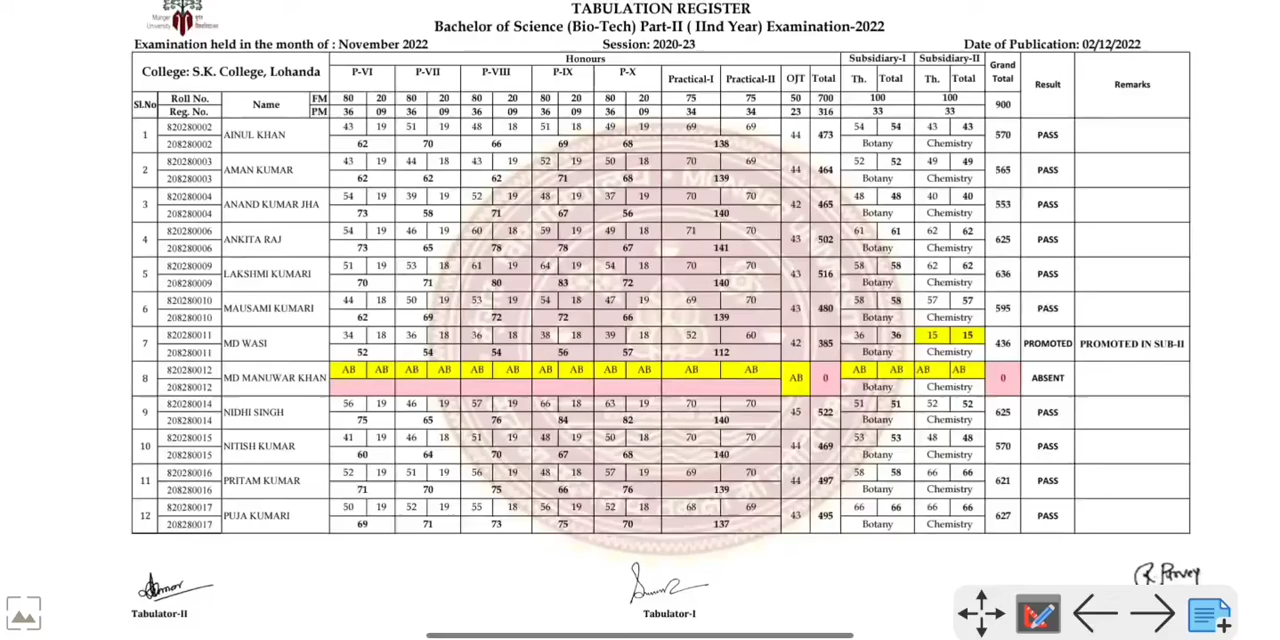 TABULATION REGISTER
Munger University
Bachelor of Science (Bio-Tech) Part-II ( IInd Year) Examination-2022
Examination held in the month of : November 2022 Session: 2020-23 Date of Publication: 02/12/2022
College: S.K. College, Lohanda Honours Subsidiary-I Subsidiary-II Grand Total Result Remarks
P-VI P-VII P-VIII P-IX P-X Practical-I Practical-II OJT Total Th. Total Th. Total
Sl.No Roll No. Name FM 80 20 80 20 80 20 80 20 80 20 75 75 50 700 100 100 900
Reg. No. PM 36 09 36 09 36 09 36 09 36 09 34 34 23 316 33 33
1 820280002 AINUL KHAN 43 19 51 19 48 18 51 18 49 19 69 69 44 473 54 54 43 43 570 PASS
208280002 62 70 66 69 68 138 Botany Chemistry
2 820280003 AMAN KUMAR 43 19 44 18 43 19 52 19 50 18 70 69 44 464 52 52 49 49 565 PASS
208280003 62 62 62 71 68 139 Botany Chemistry
3 820280004 ANAND KUMAR JHA 54 19 39 19 52 19 48 19 37 19 70 70 42 465 48 48 40 40 553 PASS
208280004 73 58 71 67 56 140 Botany Chemistry
4 820280006 ANKITA RAJ 54 19 46 19 60 18 59 19 49 18 71 70 43 502 61 61 62 62 625 PASS
208280006 73 65 78 78 67 141 Botany Chemistry
5 820280009 LAKSHMI KUMARI 51 19 53 18 61 19 64 19 54 18 70 70 43 516 58 58 62 62 636 PASS
208280009 70 71 80 83 72 140 Botany Chemistry
6 820280010 MAUSAMI KUMARI 44 18 50 19 53 19 54 18 47 19 69 70 43 480 58 58 57 57 595 PASS
208280010 62 69 72 72 66 139 Botany Chemistry
7 820280011 MD WASI 34 18 36 18 36 18 38 18 39 18 52 60 42 385 36 36 15 15 436 PROMOTED PROMOTED IN SUB-II
208280011 52 54 54 56 57 112 Botany Chemistry
8 820280012 MD MANUWAR KHAN AB AB AB AB AB AB AB AB AB AB AB AB AB 0 AB AB AB AB 0 ABSENT
208280012 Botany Chemistry
9 820280014 NIDHI SINGH 56 19 46 19 57 19 66 18 63 19 70 70 45 522 51 51 52 52 625 PASS
208280014 75 65 76 84 82 140 Botany Chemistry
10 820280015 NITISH KUMAR 41 19 46 18 51 19 48 19 50 18 70 70 44 469 53 53 48 48 570 PASS
208280015 60 64 70 67 68 140 Botany Chemistry
11 820280016 PRITAM KUMAR 52 19 51 19 56 19 48 18 57 19 69 70 44 497 58 58 66 66 621 PASS
208280016 71 70 75 66 76 139 Botany Chemistry
12 820280017 PUJA KUMARI 50 19 52 19 55 18 56 19 52 18 68 69 43 495 66 66 66 66 627 PASS
208280017 69 71 73 75 70 137 Botany Chemistry
Tabulator-II Tabulator-I